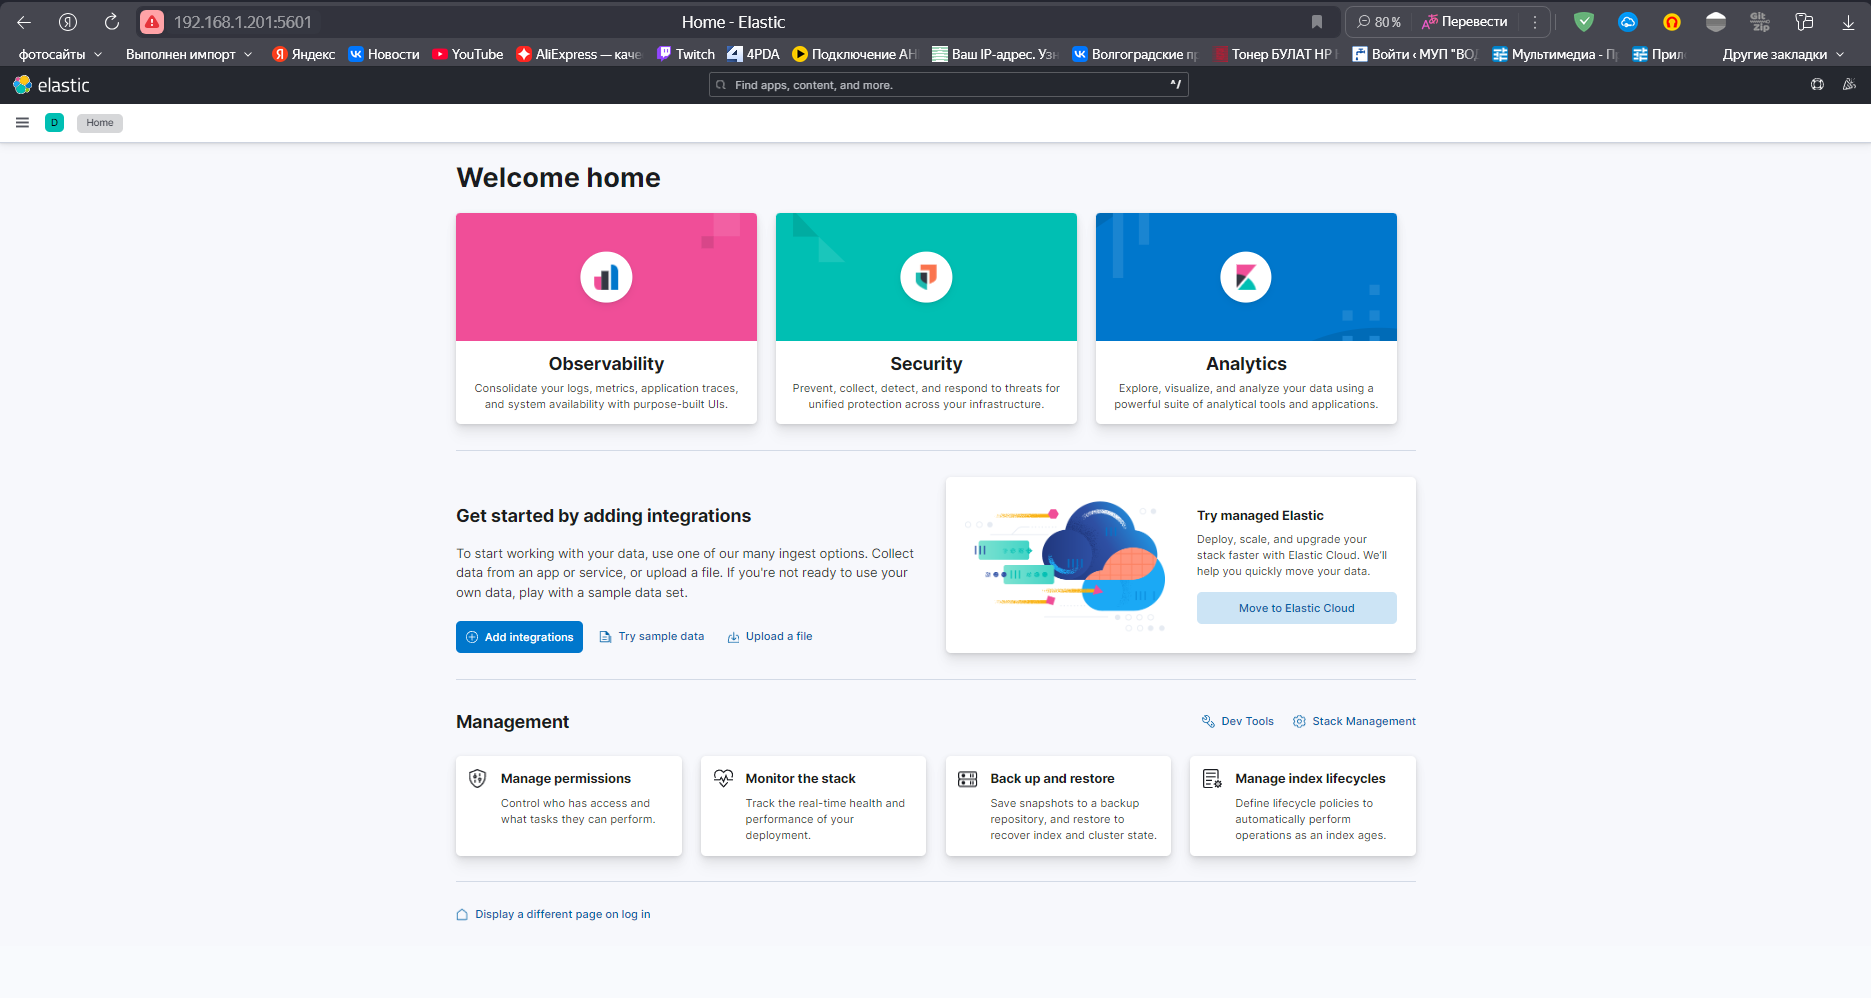 192.168.1.201:5601
Home - Elastic
80%
Перевести
фотосайты
Выполнен импорт
Яндекс
Новости
YouTube
AliExpress — каче
Twitch
4PDA
Подключение АН
Ваш IP-адрес. Узн
Волгоградские пр
Тонер БУЛАТ HP
Войти ‹ МУП "ВОД
Мультимедиа - П
Прил
Другие закладки
elastic
Find apps, content, and more.
^/
D
Home
Welcome home
Observability
Consolidate your logs, metrics, application traces,
and system availability with purpose-built UIs.
Security
Prevent, collect, detect, and respond to threats for
unified protection across your infrastructure.
Analytics
Explore, visualize, and analyze your data using a
powerful suite of analytical tools and applications.
Get started by adding integrations
To start working with your data, use one of our many ingest options. Collect
data from an app or service, or upload a file. If you're not ready to use your
own data, play with a sample data set.
Add integrations
Try sample data
Upload a file
Try managed Elastic
Deploy, scale, and upgrade your
stack faster with Elastic Cloud. We'll
help you quickly move your data.
Move to Elastic Cloud
Management
Dev Tools
Stack Management
Manage permissions
Control who has access and
what tasks they can perform.
Monitor the stack
Track the real-time health and
performance of your
deployment.
Back up and restore
Save snapshots to a backup
repository, and restore to
recover index and cluster state.
Manage index lifecycles
Define lifecycle policies to
automatically perform
operations as an index ages.
Display a different page on log in